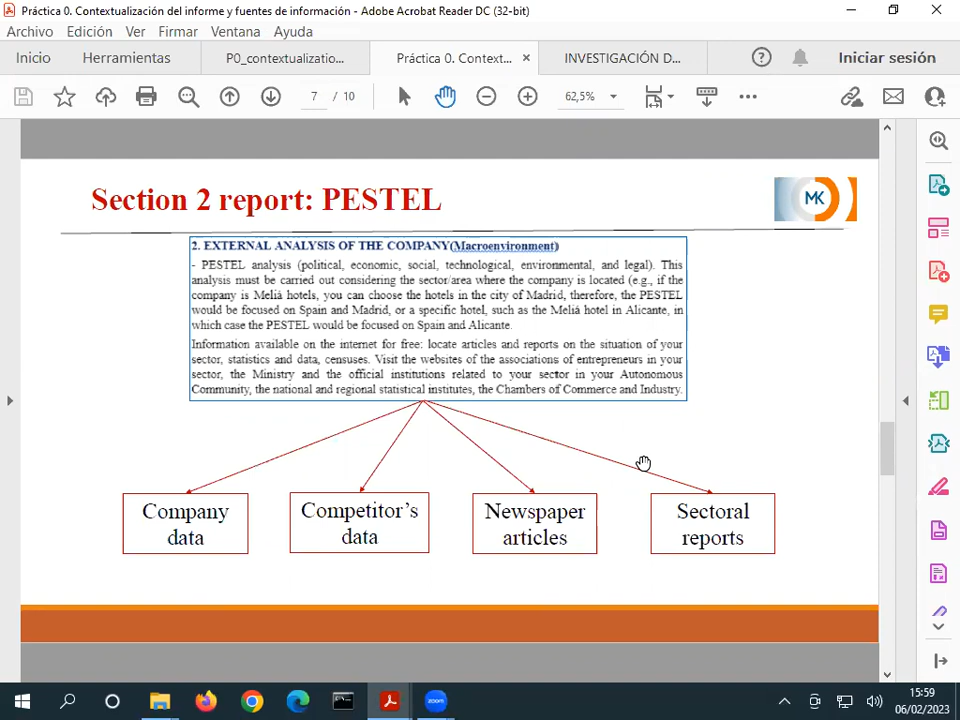 Práctica 0. Contextualización del informe y fuentes de información - Adobe Acrobat Reader DC (32-bit)
Archivo Edición Ver Firmar Ventana Ayuda
Inicio Herramientas P0_contextualizatio... Práctica 0. Context... × INVESTIGACIÓN D... Iniciar sesión
7 / 10 62,5%
Section 2 report: PESTEL
MK
2. EXTERNAL ANALYSIS OF THE COMPANY(Macroenvironment)
- PESTEL analysis (political, economic, social, technological, environmental, and legal). This
analysis must be carried out considering the sector/area where the company is located (e.g., if the
company is Melià hotels, you can choose the hotels in the city of Madrid, therefore, the PESTEL
would be focused on Spain and Madrid, or a specific hotel, such as the Melià hotel in Alicante, in
which case the PESTEL would be focused on Spain and Alicante.
Information available on the internet for free: locate articles and reports on the situation of your
sector, statistics and data, censuses. Visit the websites of the associations of entrepreneurs in your
sector, the Ministry and the official institutions related to your sector in your Autonomous
Community, the national and regional statistical institutes, the Chambers of Commerce and Industry.
Company
data
Competitor's
data
Newspaper
articles
Sectoral
reports
zoom
15:59
06/02/2023